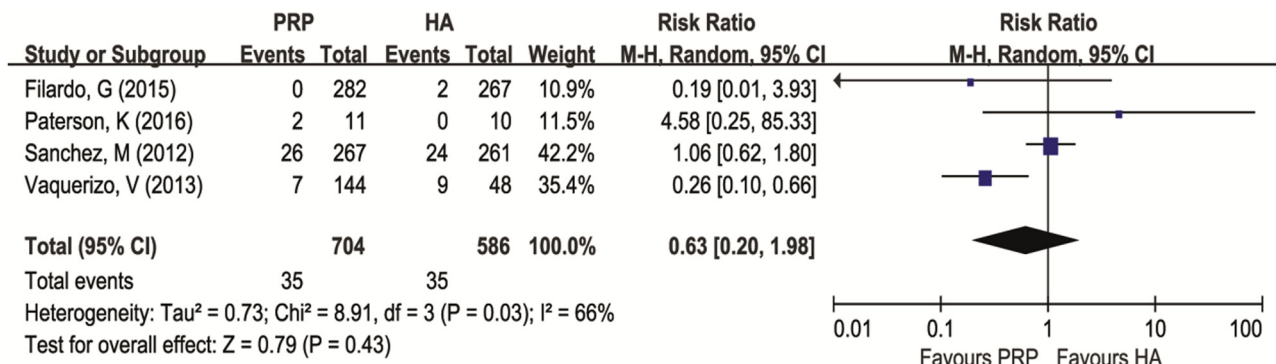 PRP HA Risk Ratio Risk Ratio
Study or Subgroup Events Total Events Total Weight M-H, Random, 95% CI M-H, Random, 95% CI
Filardo, G (2015) 0 282 2 267 10.9% 0.19 [0.01, 3.93]
Paterson, K (2016) 2 11 0 10 11.5% 4.58 [0.25, 85.33]
Sanchez, M (2012) 26 267 24 261 42.2% 1.06 [0.62, 1.80]
Vaquerizo, V (2013) 7 144 9 48 35.4% 0.26 [0.10, 0.66]
Total (95% CI) 704 586 100.0% 0.63 [0.20, 1.98]
Total events 35 35
Heterogeneity: Tau² = 0.73; Chi² = 8.91, df = 3 (P = 0.03); I² = 66%
Test for overall effect: Z = 0.79 (P = 0.43)
0.01 0.1 1 10 100
Favours PRP Favours HA